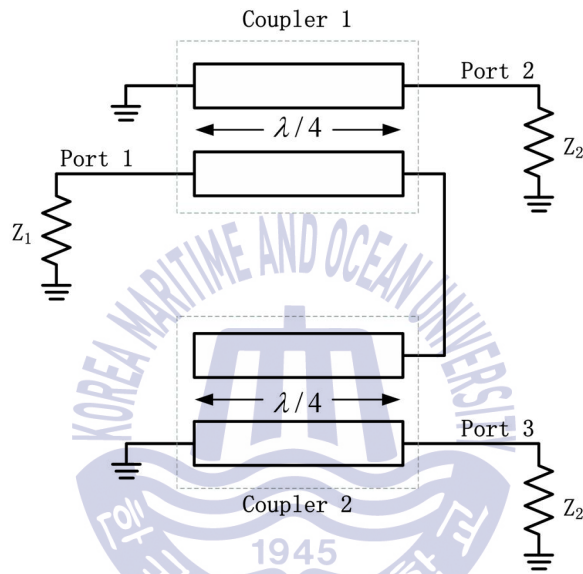 Coupler 1
Port 2
λ/4
Z₂
Port 1
Z₁
KOREA MARITIME AND OCEAN UNIVERSITY
λ/4
Port 3
Coupler 2
Z₂
1945